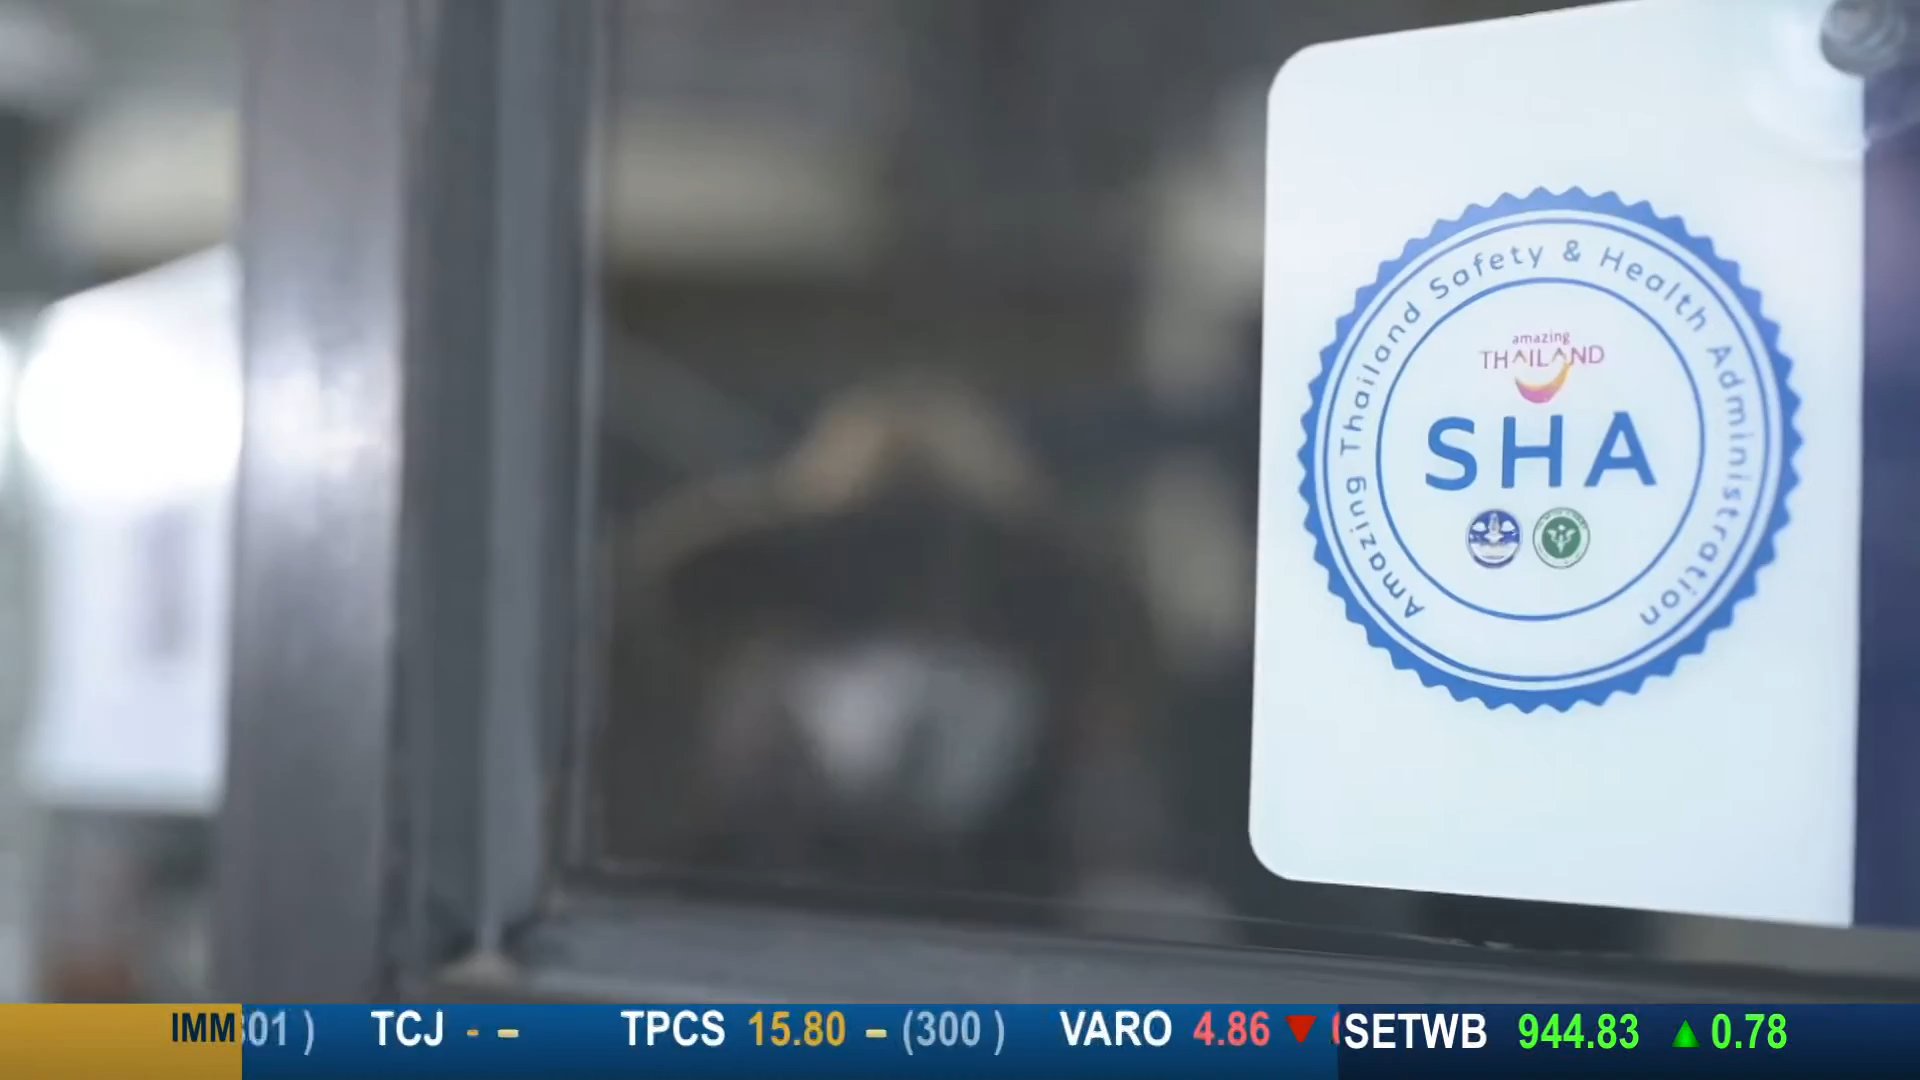 Amazing Thailand Safety & Health Administration
amazing
THAILAND
SHA
IMM 601 ) TCJ - - TPCS 15.80 - (300 ) VARO 4.86 ▼ ( SETWB 944.83 ▲ 0.78